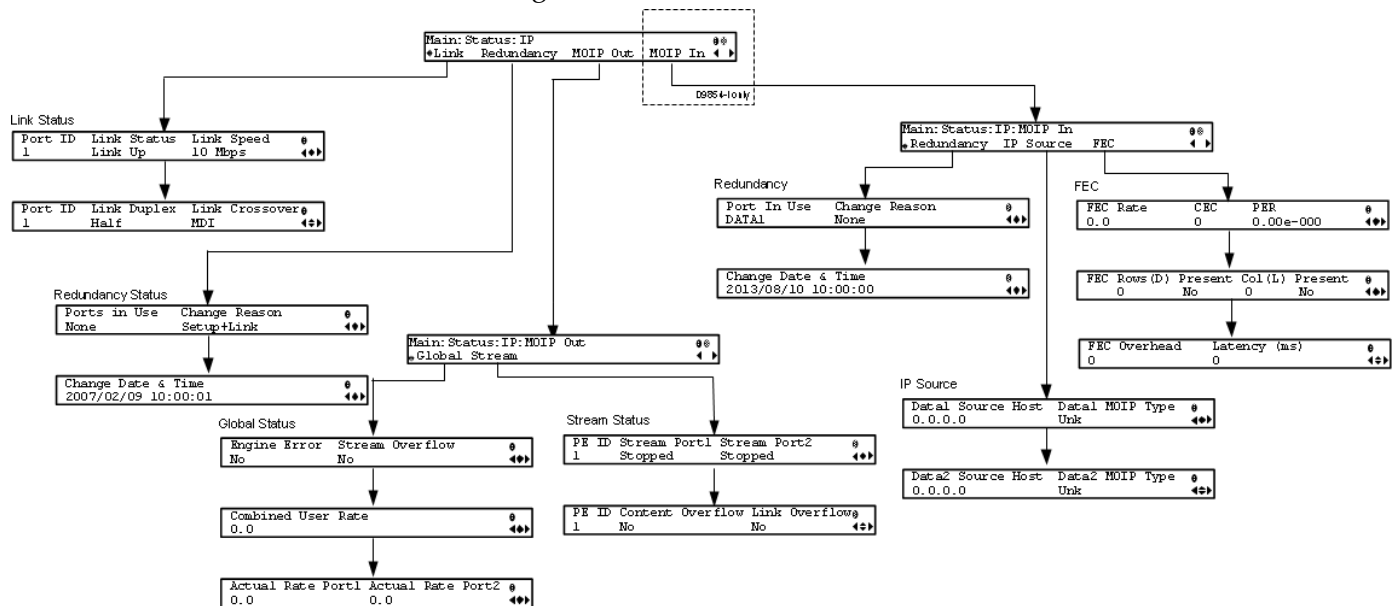 Main:Status:IP
Link Redundancy MOIP Out MOIP In
D9854-I only
Link Status
Port ID Link Status Link Speed
1 Link Up 10 Mbps
Port ID Link Duplex Link Crossover
1 Half MDI
Redundancy Status
Ports in Use Change Reason
None Setup+Link
Change Date & Time
2007/02/09 10:00:01
Main:Status:IP:MOIP Out
Global Stream
Global Status
Engine Error Stream Overflow
No No
Combined User Rate
0.0
Actual Rate Port1 Actual Rate Port2
0.0 0.0
Stream Status
PE ID Stream Port1 Stream Port2
1 Stopped Stopped
PE ID Content Overflow Link Overflow
1 No No
Main:Status:IP:MOIP In
Redundancy IP Source FEC
Redundancy
Port In Use Change Reason
DATA1 None
Change Date & Time
2013/08/10 10:00:00
IP Source
Data1 Source Host Data1 MOIP Type
0.0.0.0 Unk
Data2 Source Host Data2 MOIP Type
0.0.0.0 Unk
FEC
FEC Rate CEC PER
0.0 0 0.00e-000
FEC Rows(D) Present Col(L) Present
0 No 0 No
FEC Overhead Latency (ms)
0 0